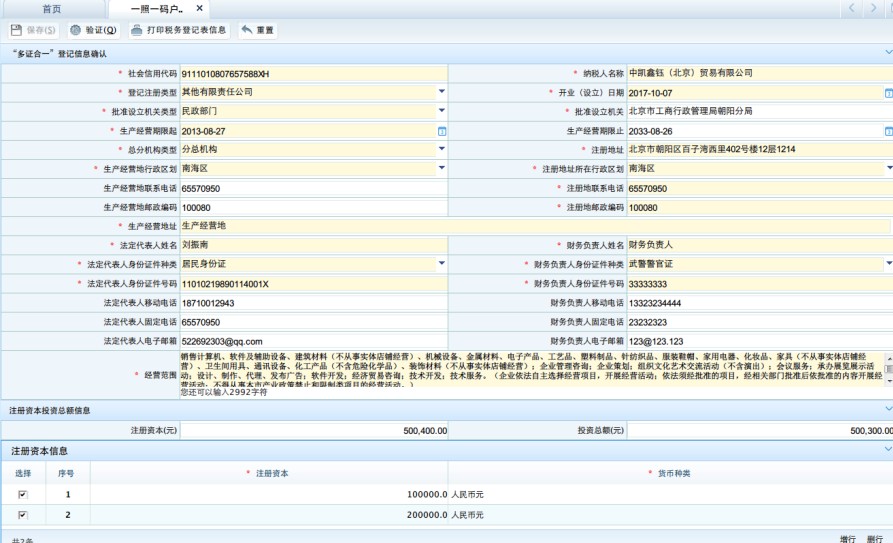 首页 一照一码户.. ×
保存(S) 验证(Q) 打印税务登记表信息 重置
“多证合一”登记信息确认
* 社会信用代码 9111010807657588XH * 纳税人名称 中凯鑫钰（北京）贸易有限公司
* 登记注册类型 其他有限责任公司 * 开业（设立）日期 2017-10-07
* 批准设立机关类型 民政部门 * 批准设立机关 北京市工商行政管理局朝阳分局
* 生产经营期限起 2013-08-27 生产经营期限止 2033-08-26
* 总分机构类型 分总机构 * 注册地址 北京市朝阳区百子湾西里402号楼12层1214
* 生产经营地行政区划 南海区 * 注册地址所在行政区划 南海区
生产经营地联系电话 65570950 * 注册地联系电话 65570950
生产经营地邮政编码 100080 * 注册地邮政编码 100080
* 生产经营地址 生产经营地
* 法定代表人姓名 刘振南 * 财务负责人姓名 财务负责人
* 法定代表人身份证件种类 居民身份证 * 财务负责人身份证件种类 武警警官证
* 法定代表人身份证件号码 11010219890114001X * 财务负责人身份证件号码 33333333
法定代表人移动电话 18710012943 财务负责人移动电话 13323234444
法定代表人固定电话 65570950 财务负责人固定电话 23232323
法定代表人电子邮箱 522692303@qq.com 财务负责人电子邮箱 123@123.123
* 经营范围 销售计算机、软件及辅助设备、建筑材料（不从事实体店铺经营）、机械设备、金属材料、电子产品、工艺品、塑料制品、针纺织品、服装鞋帽、家用电器、化妆品、家具（不从事实体店铺经
营）、卫生间用具、通讯设备、化工产品（不含危险化学品）、装饰材料（不从事实体店铺经营）；企业管理咨询；企业策划；组织文化艺术交流活动（不含演出）；会议服务；承办展览展示活
动；设计、制作、代理、发布广告；软件开发；经济贸易咨询；技术开发；技术服务。（企业依法自主选择经营项目，开展经营活动；依法须经批准的项目，经相关部门批准后依批准的内容开展经
营活动；不得从事本市产业政策禁止和限制类项目的经营活动。）
您还可以输入2992字符
注册资本投资总额信息
注册资本(元) 500,400.00 投资总额(元) 500,300.00
注册资本信息
选择 序号 * 注册资本 * 货币种类
1 100000.0 人民币元
2 200000.0 人民币元
共2条 增行 删行